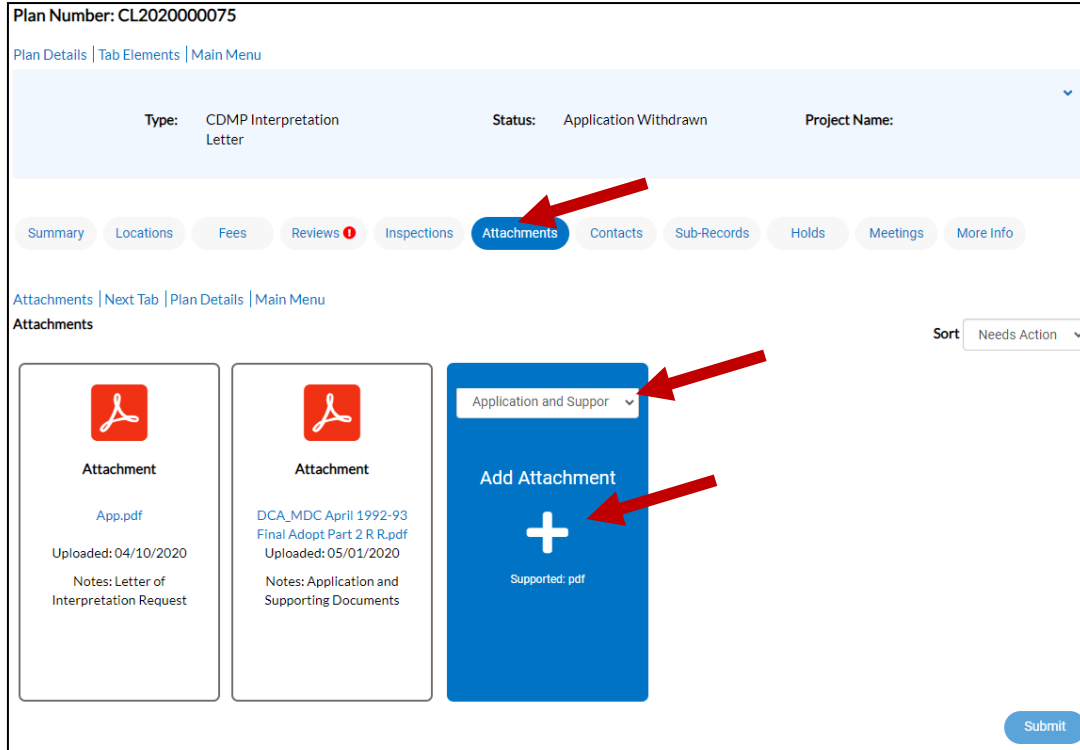 Plan Number: CL2020000075
Plan Details | Tab Elements | Main Menu
Type: CDMP Interpretation Letter
Status: Application Withdrawn
Project Name:
Summary Locations Fees Reviews Inspections Attachments Contacts Sub-Records Holds Meetings More Info
Attachments | Next Tab | Plan Details | Main Menu
Attachments
Sort Needs Action
Attachment
App.pdf
Uploaded: 04/10/2020
Notes: Letter of
Interpretation Request
Attachment
DCA_MDC April 1992-93
Final Adopt Part 2 R R.pdf
Uploaded: 05/01/2020
Notes: Application and
Supporting Documents
Application and Suppor
Add Attachment
Supported: pdf
Submit